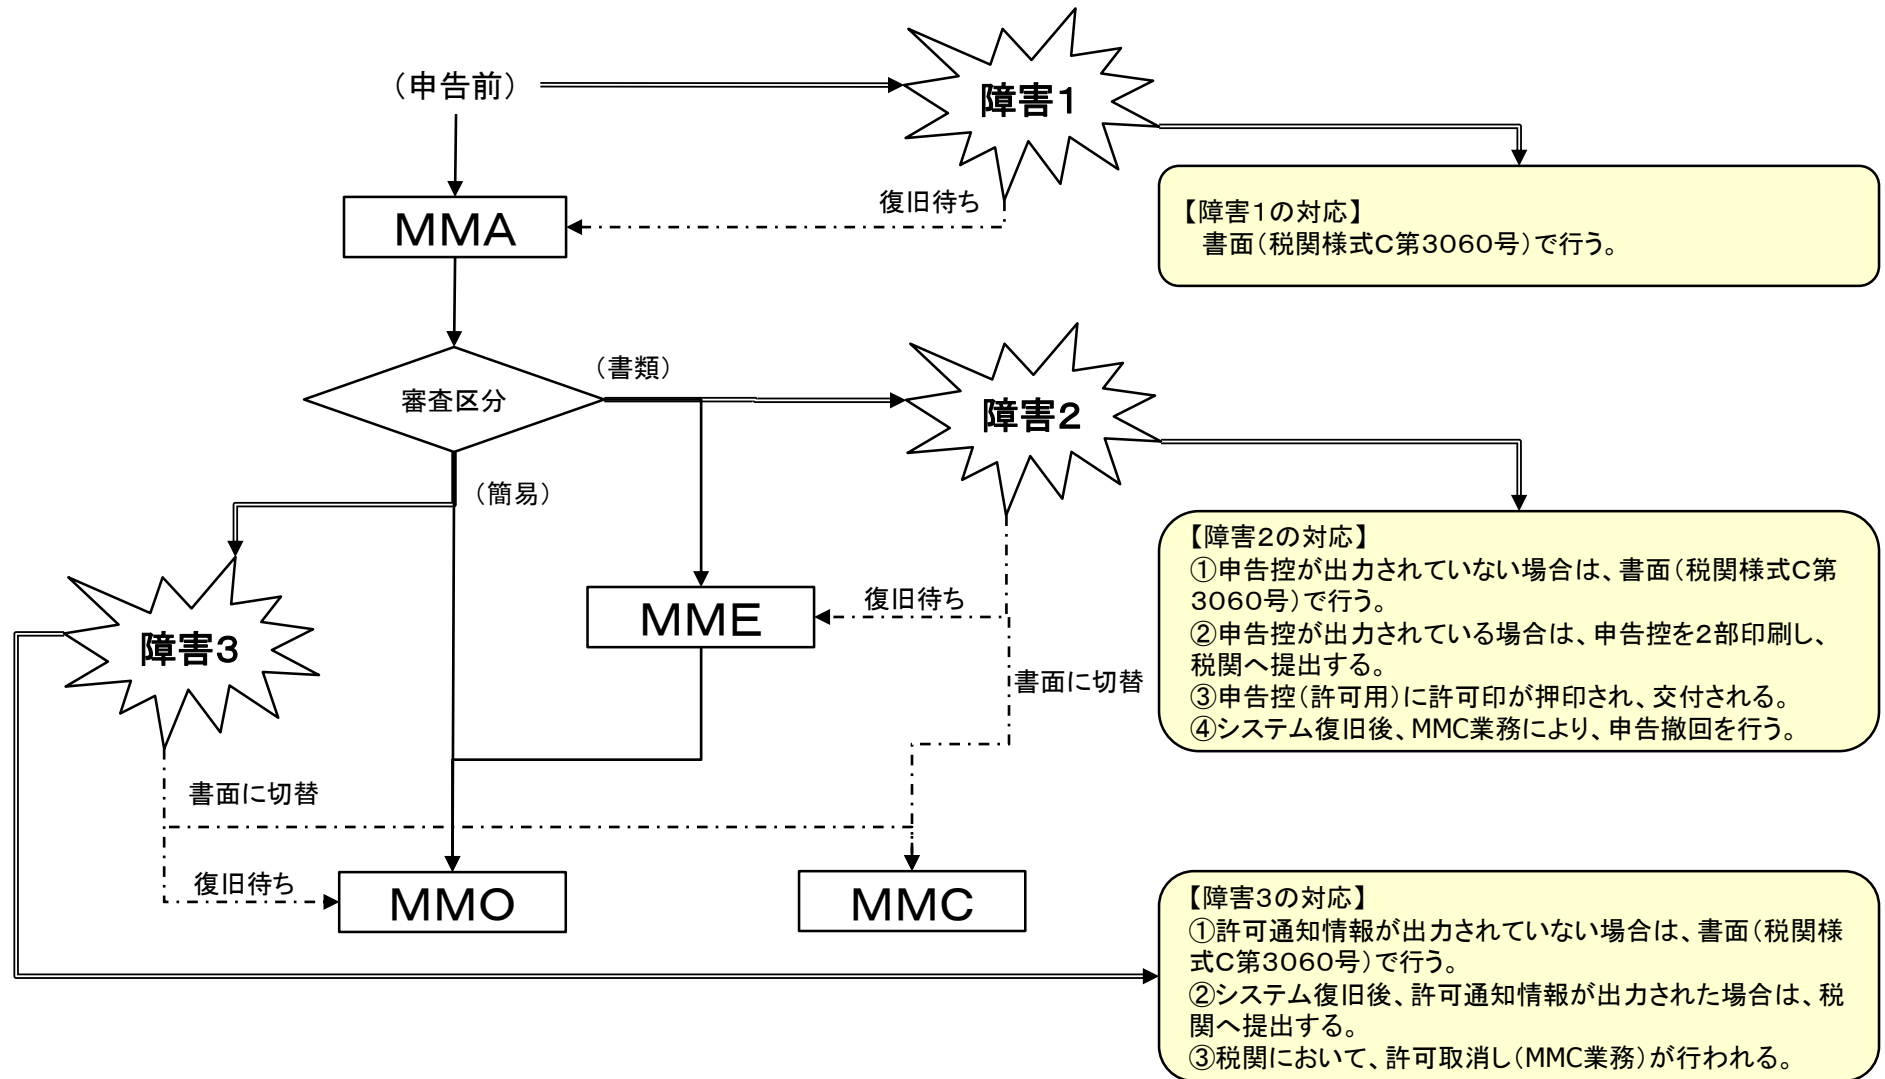 （申告前）
障害１
復旧待ち
ＭＭＡ
【障害１の対応】
書面（税関様式Ｃ第３０６０号）で行う。
（書類）
審査区分
障害２
（簡易）
【障害２の対応】
①申告控が出力されていない場合は、書面（税関様式Ｃ第
３０６０号）で行う。
②申告控が出力されている場合は、申告控を２部印刷し、
税関へ提出する。
③申告控（許可用）に許可印が押印され、交付される。
④システム復旧後、MMC業務により、申告撤回を行う。
復旧待ち
ＭＭＥ
障害３
書面に切替
書面に切替
復旧待ち
ＭＭＯ
ＭＭＣ
【障害３の対応】
①許可通知情報が出力されていない場合は、書面（税関様
式Ｃ第３０６０号）で行う。
②システム復旧後、許可通知情報が出力された場合は、税
関へ提出する。
③税関において、許可取消し（MMC業務）が行われる。